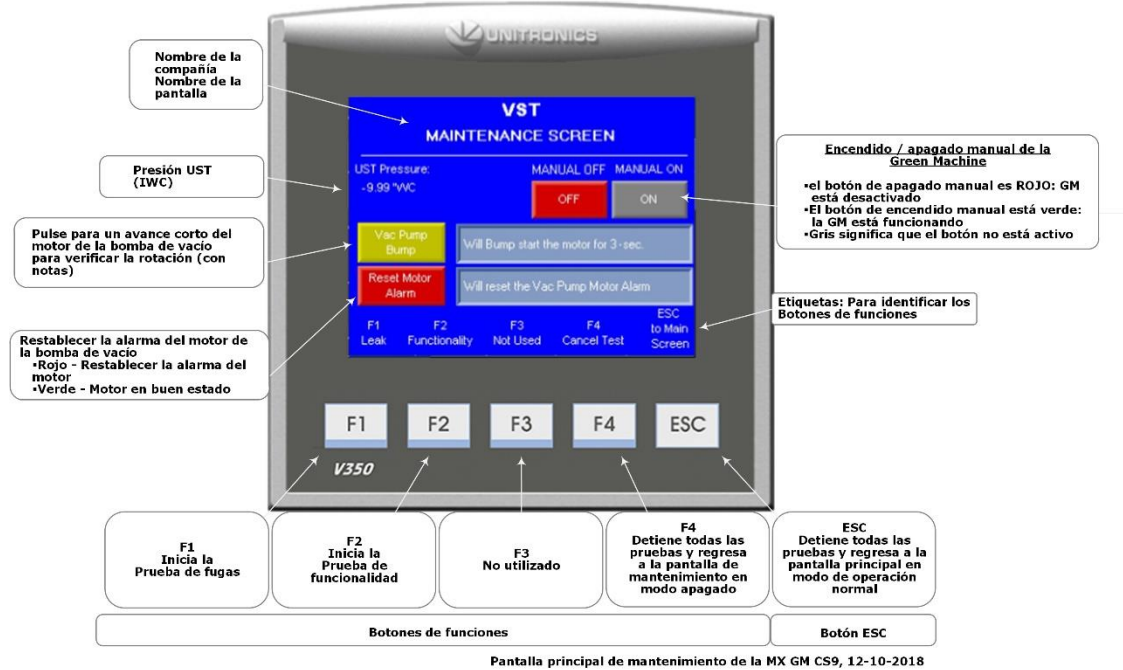 UNITRONICS
Nombre de la
compañía
Nombre de la
pantalla
VST
MAINTENANCE SCREEN
Presión UST
(IWC)
UST Pressure:
-9.99 "WC
MANUAL OFF MANUAL ON
OFF ON
Encendido / apagado manual de la
Green Machine
•el botón de apagado manual es ROJO: GM
está desactivado
•El botón de encendido manual está verde:
la GM está funcionando
•Gris significa que el botón no está activo
Pulse para un avance corto del
motor de la bomba de vacío
para verificar la rotación (con
notas)
Vac Pump
Bump
Will Bump start the motor for 3-sec.
Reset Motor
Alarm
Will reset the Vac Pump Motor Alarm
Etiquetas: Para identificar los
Botones de funciones
Restablecer la alarma del motor de
la bomba de vacío
•Rojo - Restablecer la alarma del
motor
•Verde - Motor en buen estado
F1
Leak
F2
Functionality
F3
Not Used
F4
Cancel Test
ESC
to Main
Screen
F1 F2 F3 F4 ESC
V350
F1
Inicia la
Prueba de fugas
F2
Inicia la
Prueba de
funcionalidad
F3
No utilizado
F4
Detiene todas las
pruebas y regresa
a la pantalla de
mantenimiento en
modo apagado
ESC
Detiene todas las
pruebas y regresa a la
pantalla principal en
modo de operación
normal
Botones de funciones
Botón ESC
Pantalla principal de mantenimiento de la MX GM CS9, 12-10-2018